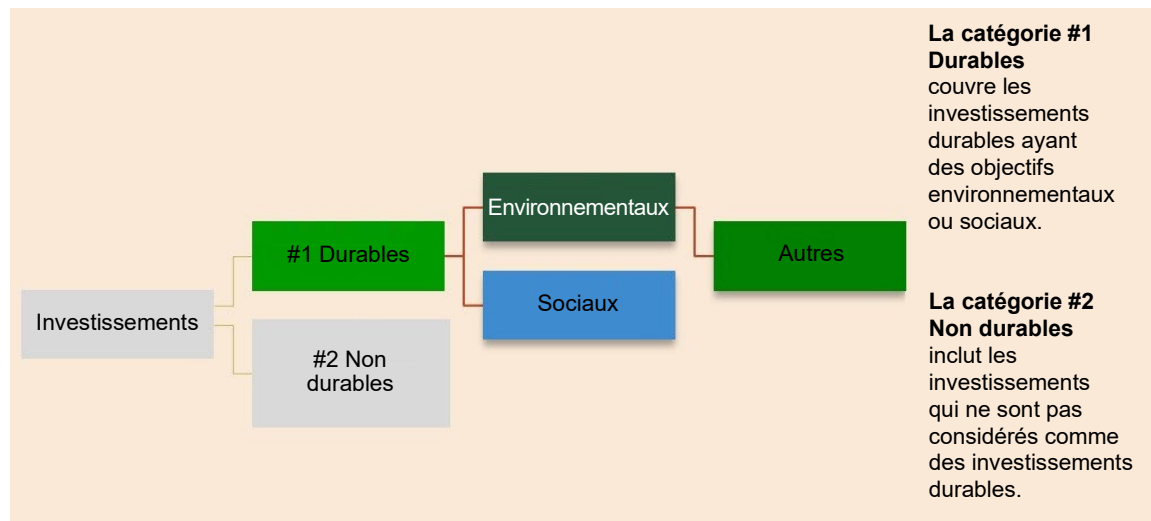 Investissements
#1 Durables
#2 Non
durables
Environnementaux
Sociaux
Autres
La catégorie #1
Durables
couvre les
investissements
durables ayant
des objectifs
environnementaux
ou sociaux.
La catégorie #2
Non durables
inclut les
investissements
qui ne sont pas
considérés comme
des investissements
durables.